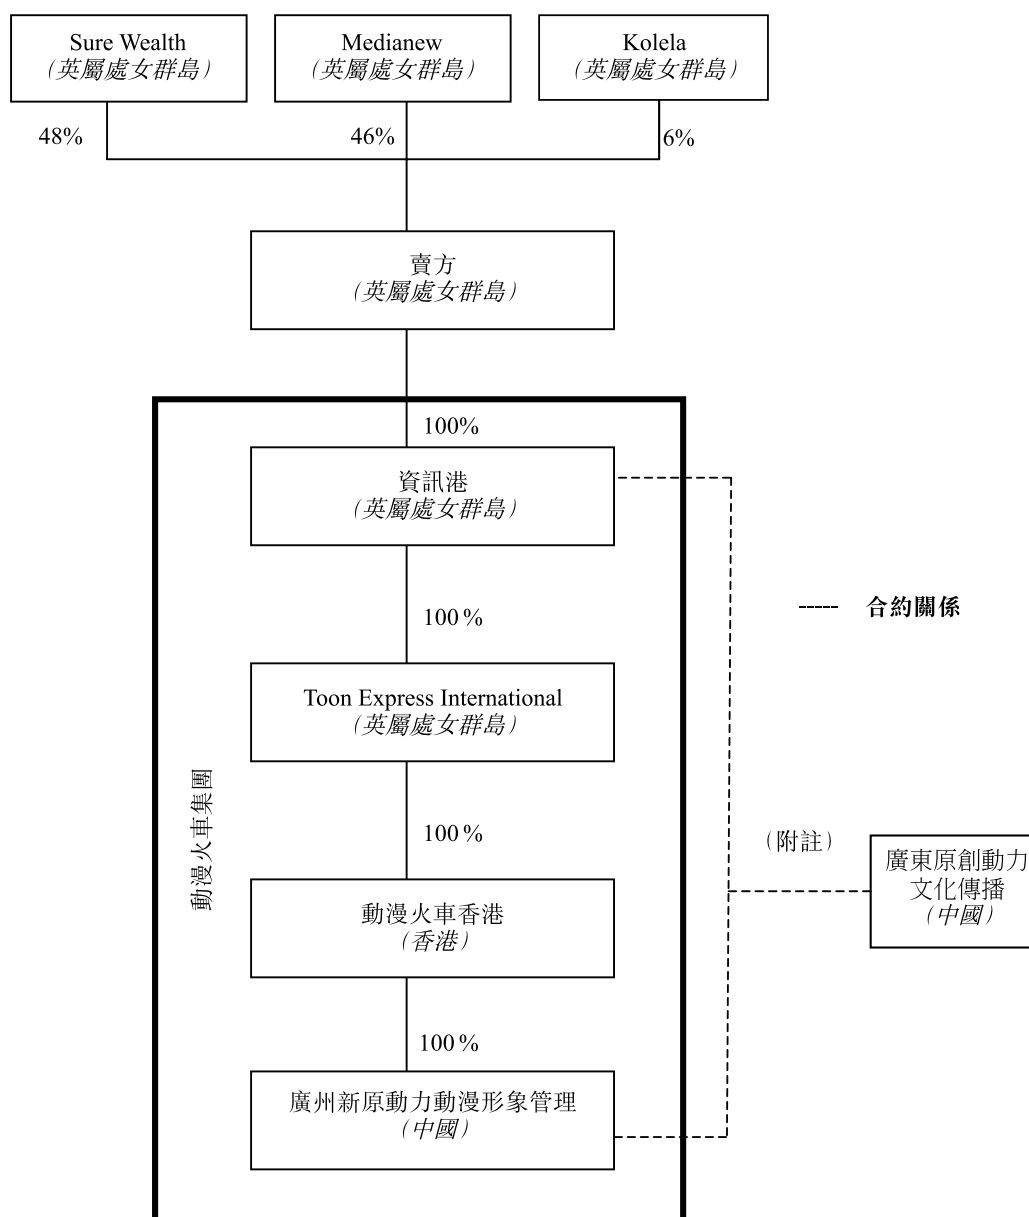 Sure Wealth
（英屬處女群島）
Medianew
（英屬處女群島）
Kolela
（英屬處女群島）
48%
46%
6%
賣方
（英屬處女群島）
100%
資訊港
（英屬處女群島）
合約關係
100%
Toon Express International
（英屬處女群島）
動漫火車集團
100%
（附註）
廣東原創動力
文化傳播
（中國）
動漫火車香港
（香港）
100%
廣州新原動力動漫形象管理
（中國）